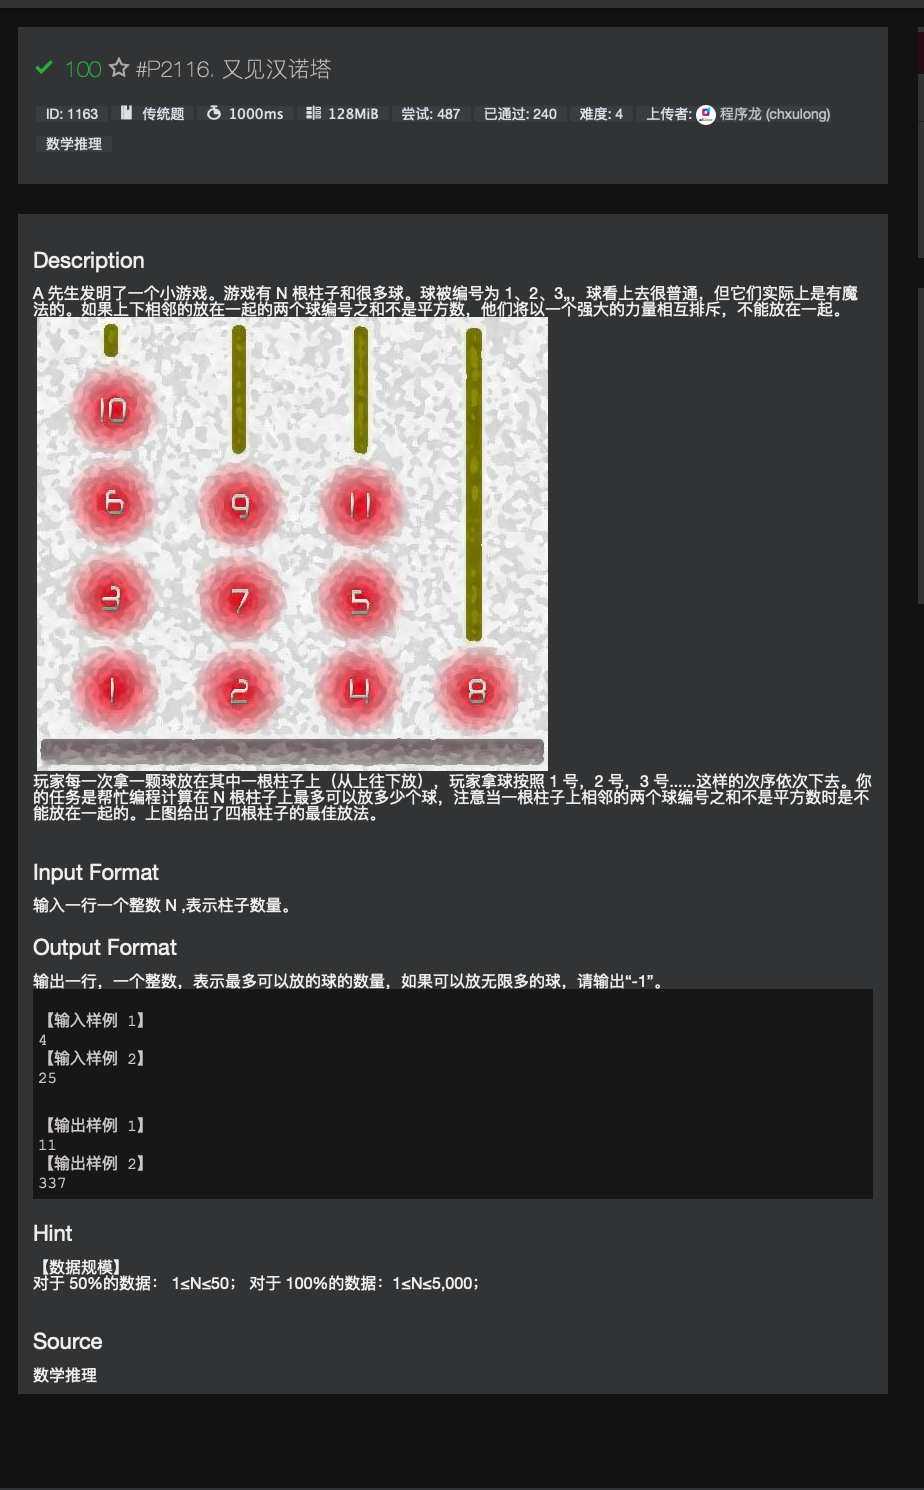 100 #P2116. 又见汉诺塔
ID: 1163 传统题 1000ms 128MiB 尝试: 487 已通过: 240 难度: 4 上传者: 程序龙 (chxulong)
数学推理
Description
A 先生发明了一个小游戏。游戏有 N 根柱子和很多球。球被编号为 1、2、3,,，球看上去很普通，但它们实际上是有魔
法的。如果上下相邻的放在一起的两个球编号之和不是平方数，他们将以一个强大的力量相互排斥，不能放在一起。
10
6 9 11
3 7 5
1 2 4 8
玩家每一次拿一颗球放在其中一根柱子上（从上往下放），玩家拿球按照 1 号，2 号，3 号......这样的次序依次下去。你
的任务是帮忙编程计算在 N 根柱子上最多可以放多少个球，注意当一根柱子上相邻的两个球编号之和不是平方数时是不
能放在一起的。上图给出了四根柱子的最佳放法。
Input Format
输入一行一个整数 N ,表示柱子数量。
Output Format
输出一行，一个整数，表示最多可以放的球的数量，如果可以放无限多的球，请输出“-1”。
【输入样例 1】
4
【输入样例 2】
25
【输出样例 1】
11
【输出样例 2】
337
Hint
【数据规模】
对于 50%的数据： 1≤N≤50； 对于 100%的数据：1≤N≤5,000；
Source
数学推理